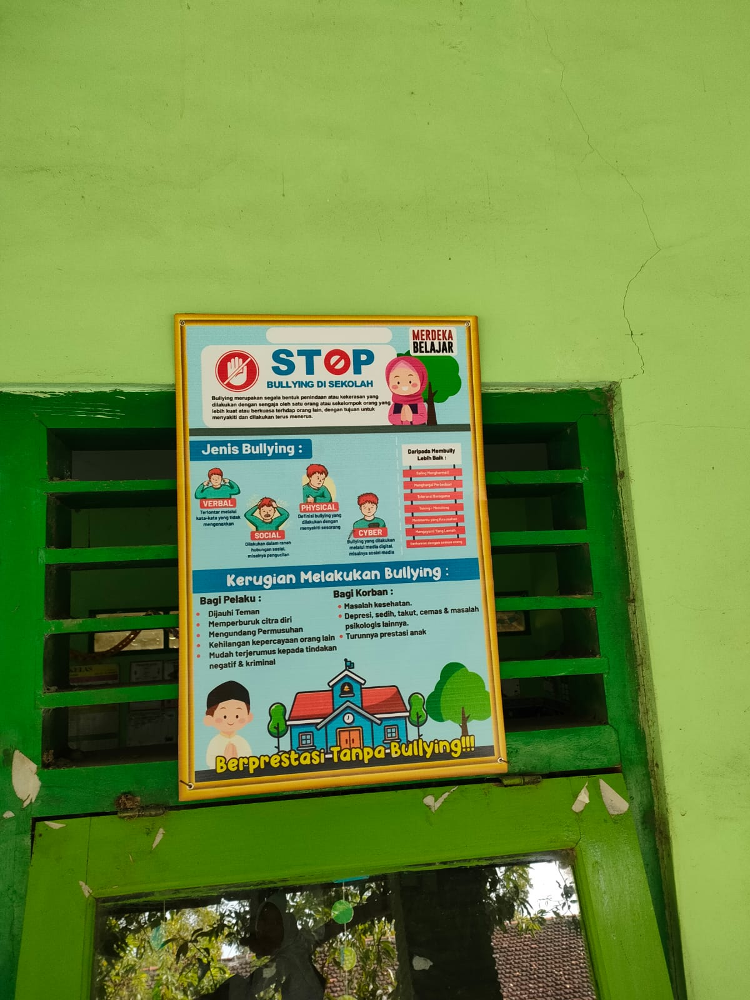 MERDEKA
BELAJAR
STOP
BULLYING DI SEKOLAH
Bullying merupakan segala bentuk penindaan atau kekerasan yang
dilakukan dengan sengaja oleh satu orang atau sekelompok orang yang
lebih kuat atau berkuasa terhdap orang lain, dengan tujuan untuk
menyakiti dan dilakukan terus menerus.
Jenis Bullying :
VERBAL
Terlontar melalui
kata-kata yang tidak
mengenakkan
SOCIAL
Dilakukan dalam ranah
hubungan sosial,
misalnya pengucilan
PHYSICAL
Definisi bullying yang
dilakukan dengan
menyakiti sesorang
CYBER
Bullying yang dilakukan
melalui media digital,
misalnya sosial media
Daripada Membully
Lebih Baik :
Saling Menghormati
Menghargai Perbedaan
Toleransi Beragama
Tolong - Menolong
Membantu yang Kesusahan
Mengayomi Yang Lemah
Berkawan dengan semua orang
Kerugian Melakukan Bullying :
Bagi Pelaku :
Dijauhi Teman
Memperburuk citra diri
Mengundang Permusuhan
Kehilangan kepercayaan orang lain
Mudah terjerumus kepada tindakan
negatif & kriminal
Bagi Korban :
Masalah kesehatan.
Depresi, sedih, takut, cemas & masalah
psikologis lainnya.
Turunnya prestasi anak
Berprestasi-Tanpa-Bullying!!!